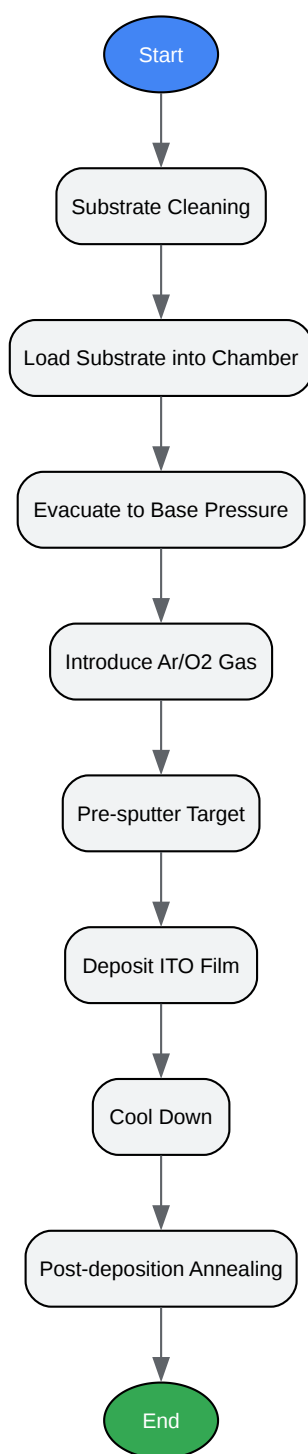 Start
Substrate Cleaning
Load Substrate into Chamber
Evacuate to Base Pressure
Introduce Ar/O2 Gas
Pre-sputter Target
Deposit ITO Film
Cool Down
Post-deposition Annealing
End